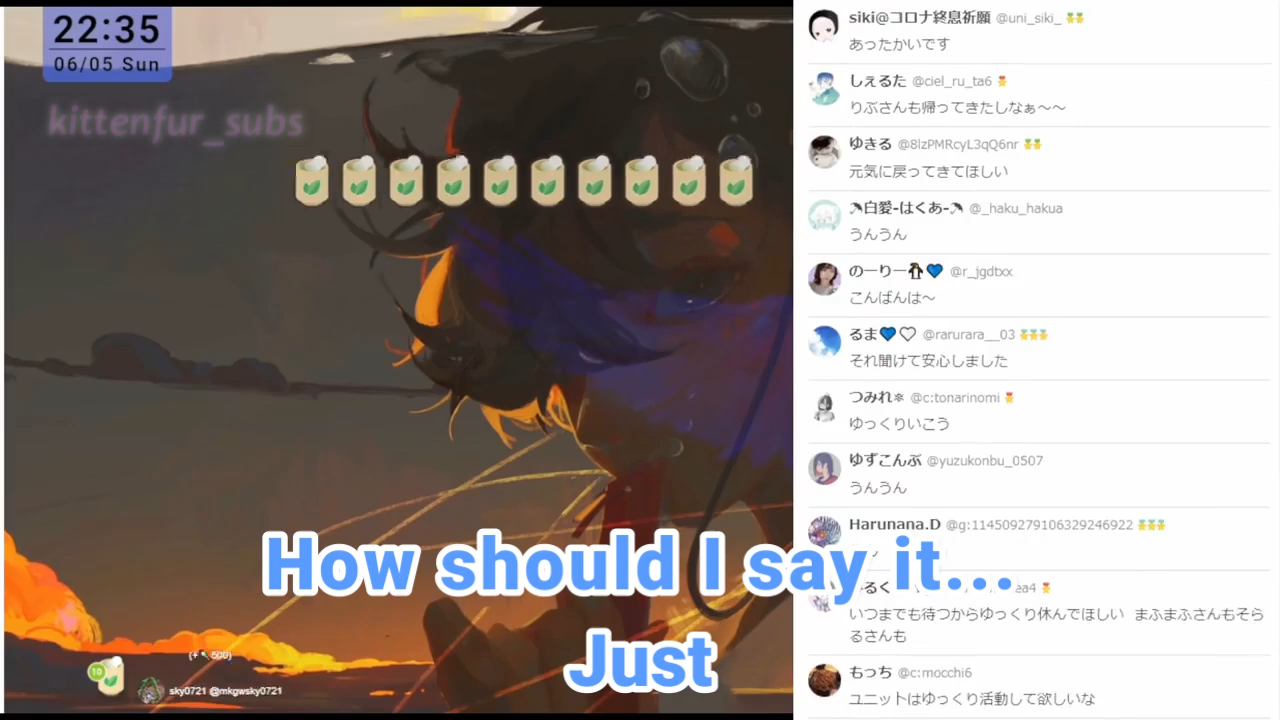 22:35
06/05 Sun
kittenfur_subs
How should I say it...
Just
10
(+ 500)
sky0721 @mkgwsky0721
siki@コロナ終息祈願 @uni_siki_
あったかいです
しぇるた @ciel_ru_ta6
りぶさんも帰ってきたしなぁ～～
ゆきる @8lzPMRcyL3qQ6nr
元気に戻ってきてほしい
白愛-はくあ- @_haku_hakua
うんうん
のーりー @r_jgdtxx
こんばんは～
るま @rarurara__03
それ聞けて安心しました
つみれ❄ @c:tonarinomi
ゆっくりいこう
ゆずこんぶ @yuzukonbu_0507
うんうん
Harunana.D @g:114509279106329246922
るく ea4
いつまでも待つからゆっくり休んでほしい まふまふさんもそら
るさんも
もっち @c:mocchi6
ユニットはゆっくり活動して欲しいな